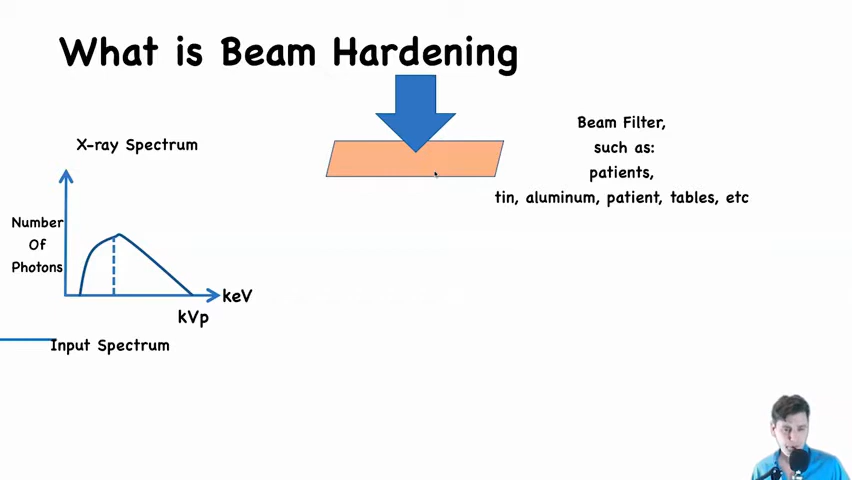 What is Beam Hardening
X-ray Spectrum
Number
Of
Photons
keV
kVp
Input Spectrum
Beam Filter,
such as:
patients,
tin, aluminum, patient, tables, etc